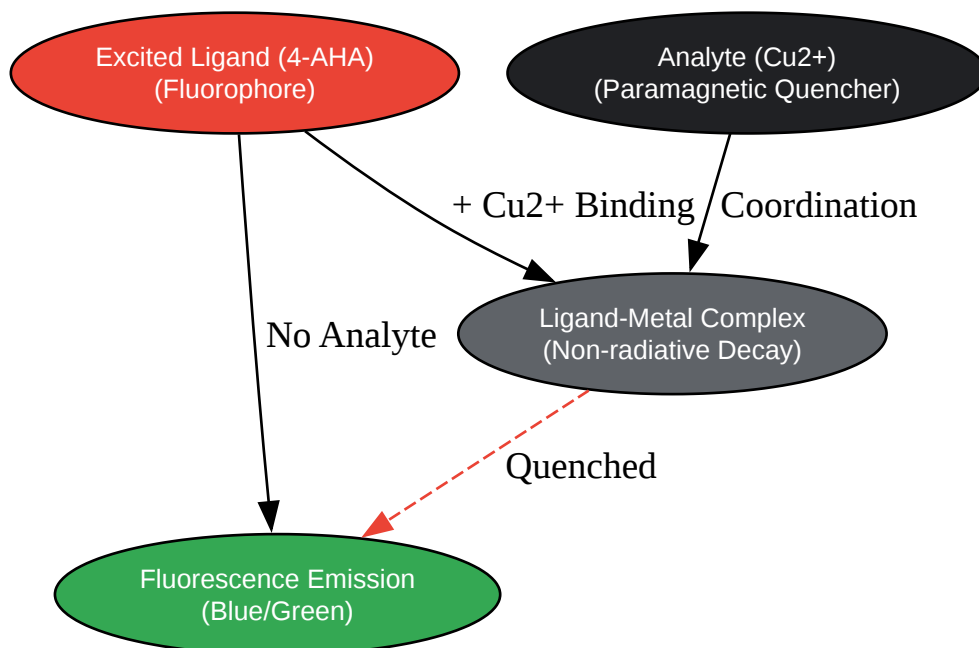 Excited Ligand (4-AHA)
(Fluorophore)
Analyte (Cu2+)
(Paramagnetic Quencher)
+ Cu2+ Binding
Coordination
No Analyte
Ligand-Metal Complex
(Non-radiative Decay)
Quenched
Fluorescence Emission
(Blue/Green)